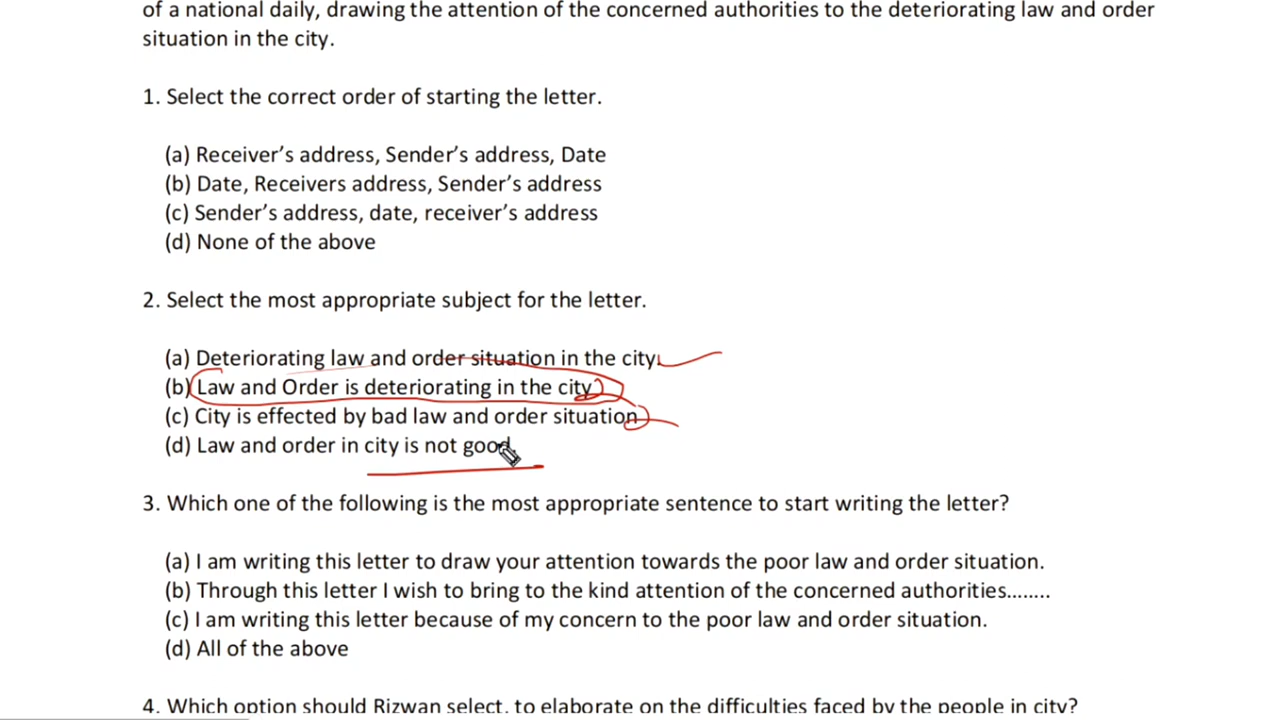 of a national daily, drawing the attention of the concerned authorities to the deteriorating law and order
situation in the city.
1. Select the correct order of starting the letter.
(a) Receiver’s address, Sender’s address, Date
(b) Date, Receivers address, Sender’s address
(c) Sender’s address, date, receiver’s address
(d) None of the above
2. Select the most appropriate subject for the letter.
(a) Deteriorating law and order situation in the city.
(b) Law and Order is deteriorating in the city
(c) City is effected by bad law and order situation
(d) Law and order in city is not good
3. Which one of the following is the most appropriate sentence to start writing the letter?
(a) I am writing this letter to draw your attention towards the poor law and order situation.
(b) Through this letter I wish to bring to the kind attention of the concerned authorities........
(c) I am writing this letter because of my concern to the poor law and order situation.
(d) All of the above
4. Which option should Rizwan select, to elaborate on the difficulties faced by the people in city?